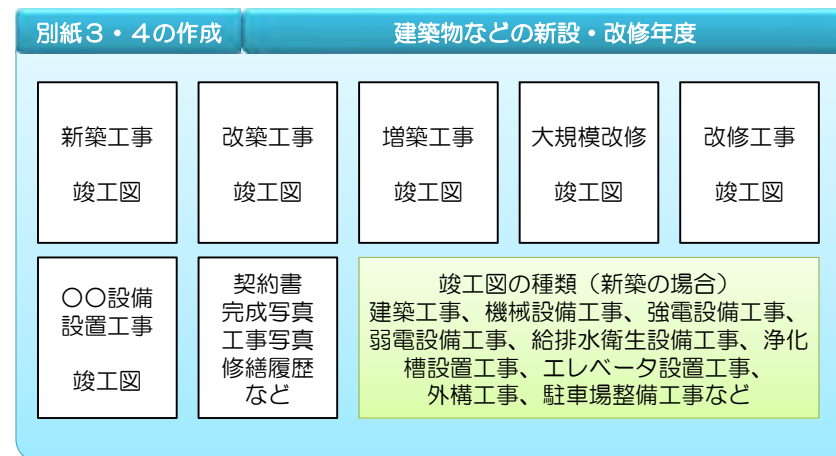 別紙３・４の作成
建築物などの新設・改修年度
新築工事
竣工図
改築工事
竣工図
増築工事
竣工図
大規模改修
竣工図
改修工事
竣工図
〇〇設備
設置工事
竣工図
契約書
完成写真
工事写真
修繕履歴
など
竣工図の種類（新築の場合）
建築工事、機械設備工事、強電設備工事、
弱電設備工事、給排水衛生設備工事、浄化
槽設置工事、エレベータ設置工事、
外構工事、駐車場整備工事など